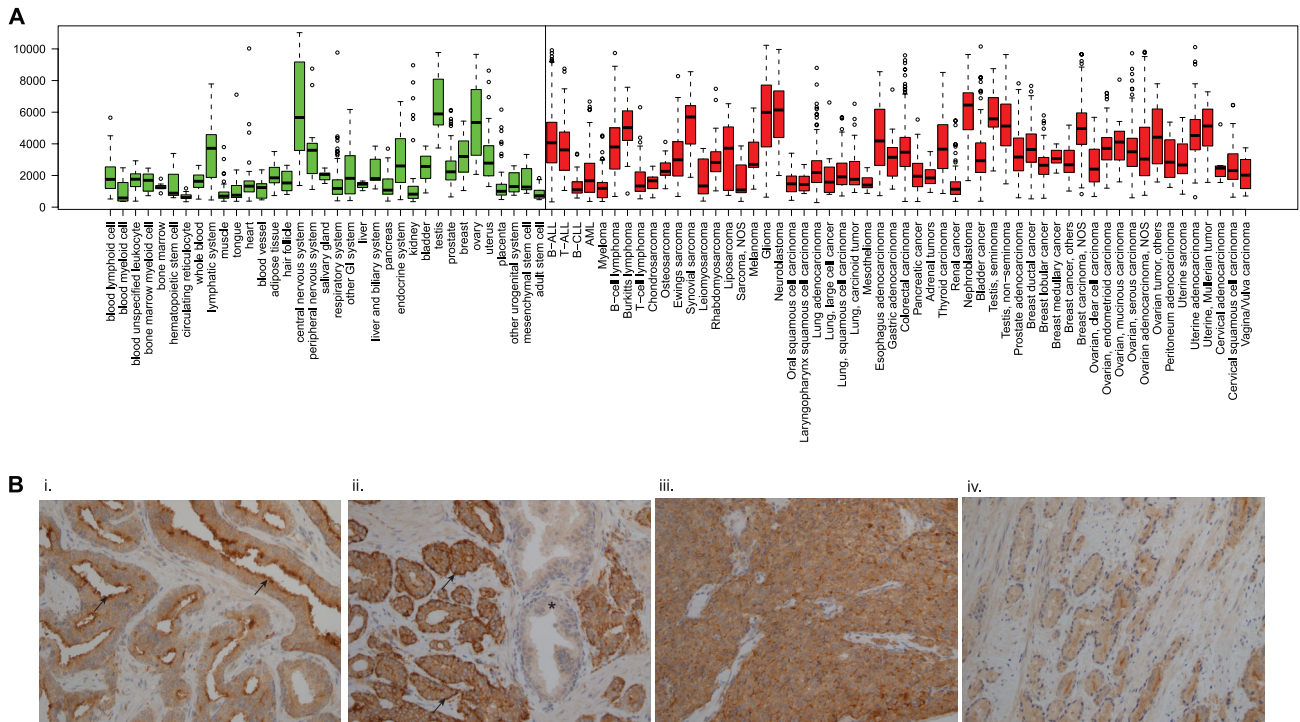 A
10000
8000
6000
4000
2000
0
blood lymphoid cell
blood myeloid cell
blood unspecified leukocyte
bone marrow myeloid cell
bone marrow
hematopoietic stem cell
circulating reticulocyte
whole blood
lymphatic system
muscle
tongue
heart
blood vessel
adipose tissue
hair follicle
central nervous system
peripheral nervous system
salivary gland
respiratory system
other GI system
liver
liver and biliary system
pancreas
endocrine system
kidney
bladder
testis
prostate
breast
ovary
uterus
placenta
other urogenital system
mesenchymal stem cell
adult stem cell
B-ALL
T-ALL
B-CLL
AML
Myeloma
B-cell lymphoma
Burkitts lymphoma
T-cell lymphoma
Chondrosarcoma
Osteosarcoma
Ewings sarcoma
Synovial sarcoma
Leiomyosarcoma
Rhabdomyosarcoma
Liposarcoma
Sarcoma, NOS
Melanoma
Glioma
Neuroblastoma
Oral squamous cell carcinoma
Laryngopharynx squamous cell carcinoma
Lung adenocarcinoma
Lung, large cell cancer
Lung, squamous cell carcinoma
Lung, carcinoid tumor
Mesothelioma
Esophagus adenocarcinoma
Gastric adenocarcinoma
Colorectal carcinoma
Pancreatic cancer
Adrenal tumors
Thyroid carcinoma
Renal cancer
Nephroblastoma
Bladder cancer
Testis, seminoma
Testis, non-seminoma
Prostate adenocarcinoma
Breast ductal cancer
Breast lobular cancer
Breast medullary cancer
Breast cancer, others
Breast carcinoma, NOS
Ovarian, clear cell carcinoma
Ovarian, endometrioid carcinoma
Ovarian, mucinous carcinoma
Ovarian, serous carcinoma
Ovarian adenocarcinoma, NOS
Ovarian tumor, others
Peritoneum adenocarcinoma
Uterine sarcoma
Uterine adenocarcinoma
Uterine, Mullerian tumor
Cervical adenocarcinoma
Cervical squamous cell carcinoma
Vagina/Vulva carcinoma
B
i.
ii.
iii.
iv.
*